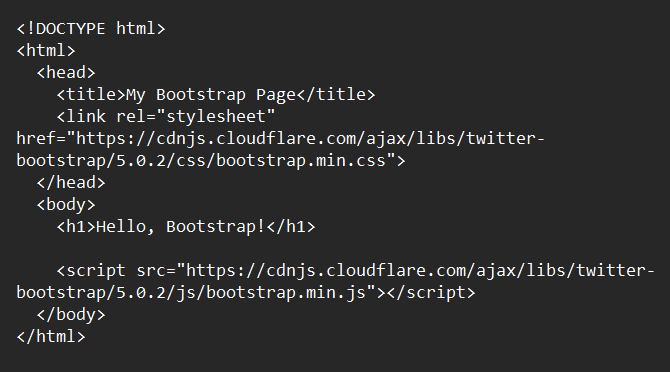 <!DOCTYPE html>
<html>
  <head>
    <title>My Bootstrap Page</title>
    <link rel="stylesheet"
href="https://cdnjs.cloudflare.com/ajax/libs/twitter-
bootstrap/5.0.2/css/bootstrap.min.css">
  </head>
  <body>
    <h1>Hello, Bootstrap!</h1>

    <script src="https://cdnjs.cloudflare.com/ajax/libs/twitter-
bootstrap/5.0.2/js/bootstrap.min.js"></script>
  </body>
</html>